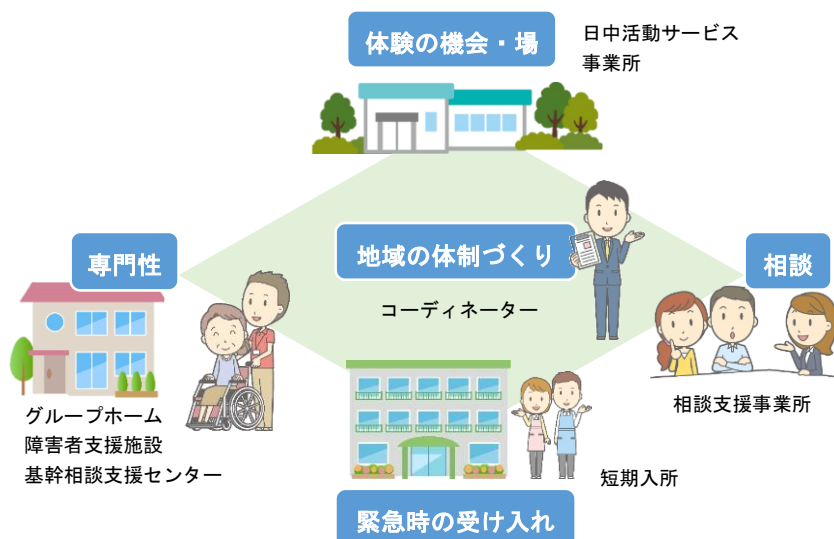 体験の機会・場
日中活動サービス
事業所
専門性
地域の体制づくり
相談
コーディネーター
グループホーム
障害者支援施設
基幹相談支援センター
相談支援事業所
短期入所
緊急時の受け入れ